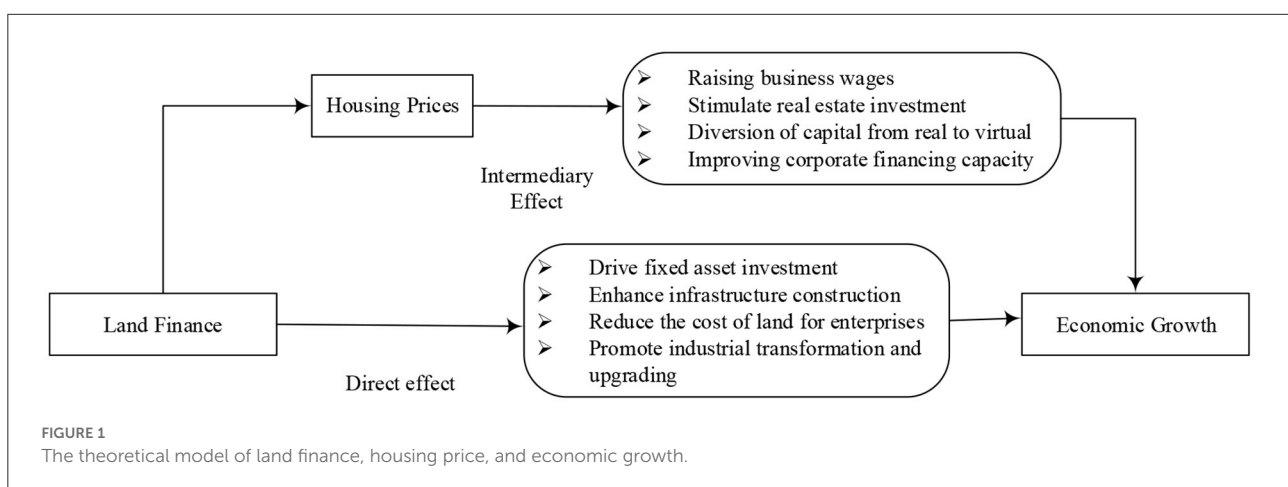 Housing Prices
➢ Raising business wages
➢ Stimulate real estate investment
➢ Diversion of capital from real to virtual
➢ Improving corporate financing capacity
Intermediary
Effect
Land Finance
Direct effect
➢ Drive fixed asset investment
➢ Enhance infrastructure construction
➢ Reduce the cost of land for enterprises
➢ Promote industrial transformation and
upgrading
Economic Growth
FIGURE 1
The theoretical model of land finance, housing price, and economic growth.